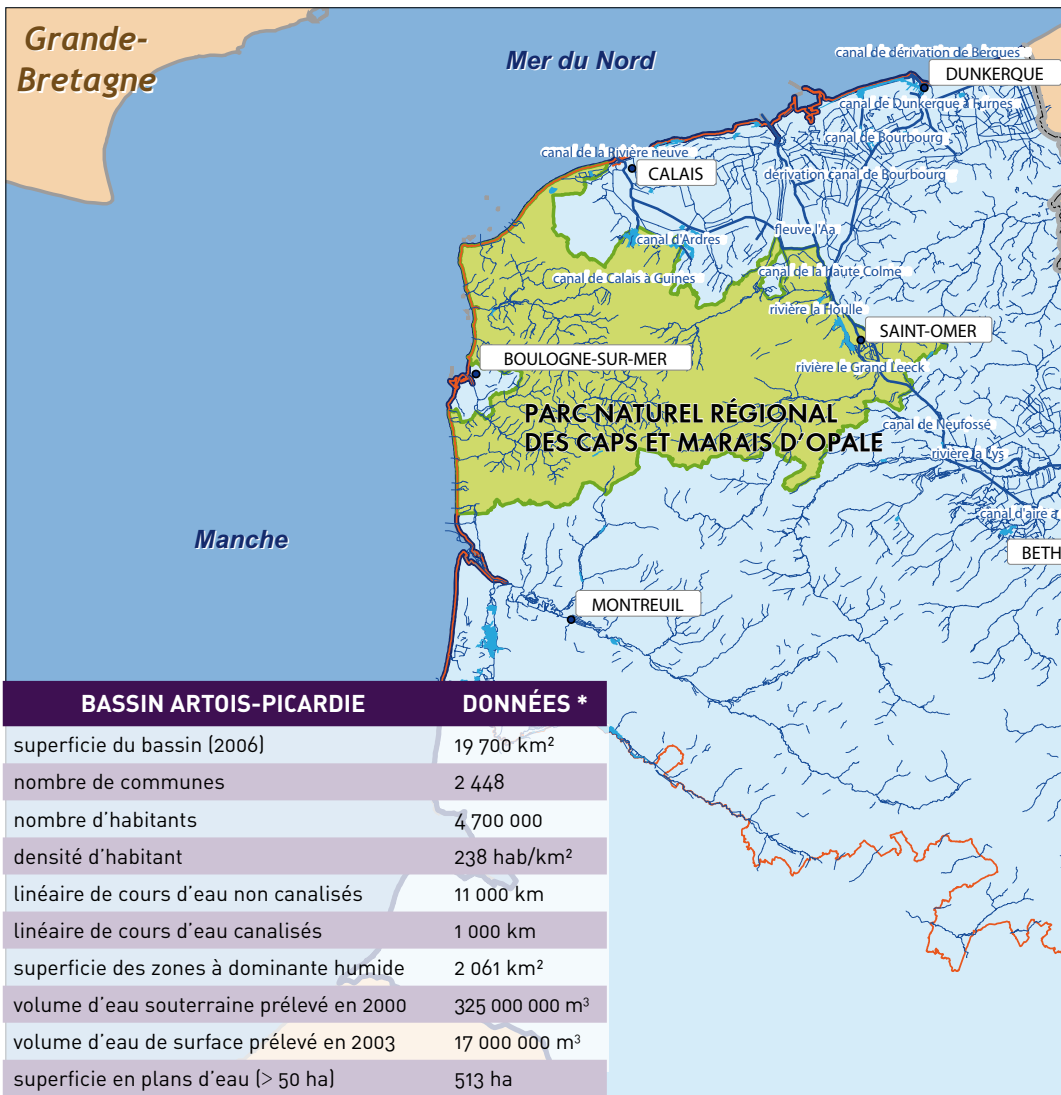 Grande-
Bretagne
Mer du Nord
canal de dérivation de Bergues
DUNKERQUE
canal de Dunkerque à Furnes
canal de Bourbourg
canal de la Rivière neuve
CALAIS
dérivation canal de Bourbourg
fleuve l'Aa
canal d'Ardres
canal de Calais à Guines
canal de la haute Colme
rivière la Houlle
SAINT-OMER
BOULOGNE-SUR-MER
rivière le Grand Leeck
PARC NATUREL RÉGIONAL
DES CAPS ET MARAIS D'OPALE
canal de Neufossé
rivière la Lys
canal d'aire a
Manche
BETH
MONTREUIL
BASSIN ARTOIS-PICARDIE DONNÉES *
superficie du bassin (2006) 19 700 km²
nombre de communes 2 448
nombre d'habitants 4 700 000
densité d'habitant 238 hab/km²
linéaire de cours d'eau non canalisés 11 000 km
linéaire de cours d'eau canalisés 1 000 km
superficie des zones à dominante humide 2 061 km²
volume d'eau souterraine prélevé en 2000 325 000 000 m³
volume d'eau de surface prélevé en 2003 17 000 000 m³
superficie en plans d'eau (> 50 ha) 513 ha